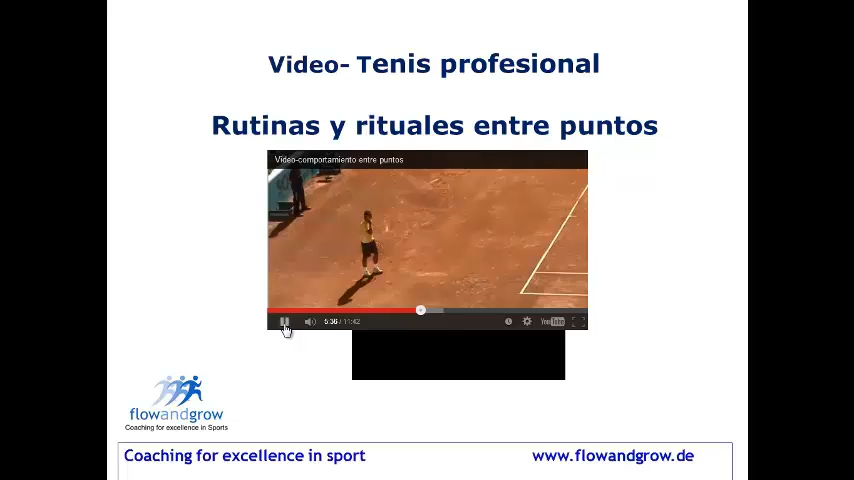 Video- Tenis profesional
Rutinas y rituales entre puntos
Video-comportamiento entre puntos
5:36 / 11:42
YouTube
flowandgrow
Coaching for excellence in Sports
Coaching for excellence in sport
www.flowandgrow.de